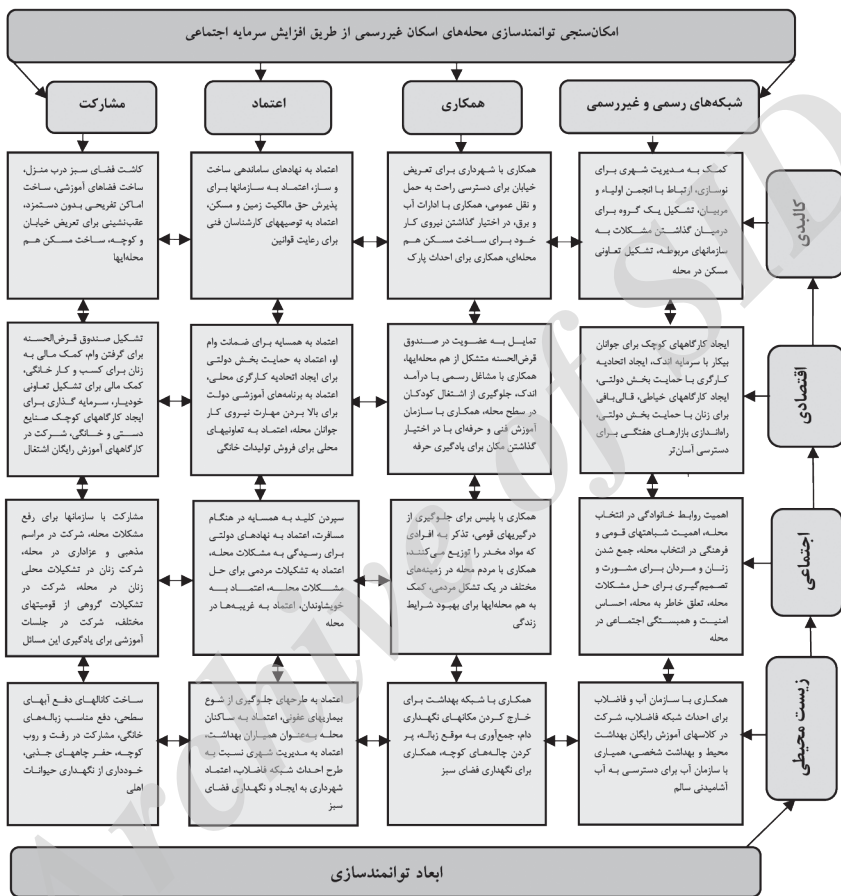 امکان‌سنجی توانمندسازی محله‌های اسکان غیررسمی از طریق افزایش سرمایه اجتماعی
شبکه‌های رسمی و غیررسمی
همکاری
اعتماد
مشارکت
کالبدی
کمک به مدیریت شهری برای
نوسازی، ارتباط با انجمن اولیاء و
مربیان، تشکیل یک گروه برای
درمیان گذاشتن مشکلات به
سازمانهای مربوطه، تشکیل تعاونی
مسکن در محله
همکاری با شهرداری برای تعریض
خیابان برای دسترسی راحت به حمل
و نقل عمومی، همکاری با ادارات آب
و برق، در اختیار گذاشتن نیروی کار
خود برای ساخت مسکن هم
محله‌ای، همکاری برای احداث پارک
اعتماد به نهادهای ساماندهی ساخت
و ساز، اعتماد به سازمانها برای
پذیرش حق مالکیت زمین و مسکن،
اعتماد به توصیه‍های کارشناسان فنی
برای رعایت قوانین
کاشت فضای سبز درب منزل،
ساخت فضاهای آموزشی، ساخت
اماکن تفریحی بدون دستمزد،
عقب‌نشینی برای تعریض خیابان
و کوچه، ساخت مسکن هم
محله‌ایها
اقتصادی
ایجاد کارگاههای کوچک برای جوانان
بیکار با سرمایه اندک، ایجاد اتحادیه
کارگری با حمایت بخش دولتی،
ایجاد کارگاههای خیاطی، قالی‌بافی
برای زنان با حمایت بخش دولتی،
راه‌اندازی بازارهای هفتگی برای
دسترسی آسان‌تر
تمایل به عضویت در صندوق
قرض‌الحسنه متشکل از هم محله‌ایها،
همکاری با مشاغل رسمی با درآمد
اندک، جلوگیری از اشتغال کودکان
در سطح محله، همکاری با سازمان
آموزش فنی و حرفه‌ای با در اختیار
گذاشتن مکان برای یادگیری حرفه
اعتماد به همسایه برای ضمانت وام
او، اعتماد به حمایت بخش دولتی
برای ایجاد اتحادیه کارگری محلی،
اعتماد به برنامه‌های آموزشی دولت
برای بالا بردن مهارت نیروی کار
جوانان محله، اعتماد به تعاونیهای
محلی برای فروش تولیدات خانگی
تشکیل صندوق قرض‌الحسنه
برای گرفتن وام، کمک مالی به
زنان برای کسب و کار خانگی،
کمک مالی برای تشکیل تعاونی
خودیار، سرمایه گذاری برای
ایجاد کارگاههای کوچک صنایع
دستی و خانگی، شرکت در
کارگاههای آموزش رایگان اشتغال
اجتماعی
اهمیت روابط خانوادگی در انتخاب
محله، اهمیت شباهتهای قومی و
فرهنگی در انتخاب محله، جمع شدن
زنان و مردان برای مشورت و
تصمیم‌گیری برای حل مشکلات
محله، تعلق خاطر به محله، احساس
امنیت و همبستگی اجتماعی در
محله
همکاری با پلیس برای جلوگیری از
درگیریهای قومی، تذکر به افرادی
که مواد مخدر را توزیع می‌کنند،
همکاری با مردم محله در زمینه‌های
مختلف در یک تشکل مردمی، کمک
به هم محله‌ایها برای بهبود شرایط
زندگی
سپردن کلید به همسایه در هنگام
مسافرت، اعتماد به نهادهای دولتی
برای رسیدگی به مشکلات محله،
اعتماد به تشکیلات مردمی برای حل
مشکلات محله، اعتماد به
خویشاوندان، اعتماد به غریبه‌ها در
محله
مشارکت با سازمانها برای رفع
مشکلات محله، شرکت در مراسم
مذهبی و عزاداری در محله،
شرکت زنان در تشکیلات محلی
زنان در محله، شرکت در
تشکیلات گروهی از قومیتهای
مختلف، شرکت در جلسات
آموزشی برای یادگیری این مسائل
زیست محیطی
همکاری با سازمان آب و فاضلاب
برای احداث شبکه فاضلاب، شرکت
در کلاسهای آموزش رایگان بهداشت
محیط و بهداشت شخصی، همیاری
با سازمان آب برای دسترسی به آب
آشامیدنی سالم
همکاری با شبکه بهداشت برای
خارج کردن مکانهای نگهداری
دام، جمع‌آوری به موقع زباله، پر
کردن چاله‌های کوچه، همکاری
برای نگهداری فضای سبز
اعتماد به طرحهای جلوگیری از شیوع
بیماریهای عفونی، اعتماد به ساکنان
محله به‌عنوان همیاران بهداشت،
اعتماد به مدیریت شهری نسبت به
طرح احداث شبکه فاضلاب، اعتماد
شهرداری به ایجاد و نگهداری فضای
سبز
ساخت کانالهای دفع آبهای
سطحی، دفع مناسب زباله‌های
خانگی، مشارکت در رفت و روب
کوچه، حفر چاههای جذبی،
خودداری از نگهداری حیوانات
اهلی
ابعاد توانمندسازی
Archive of SID